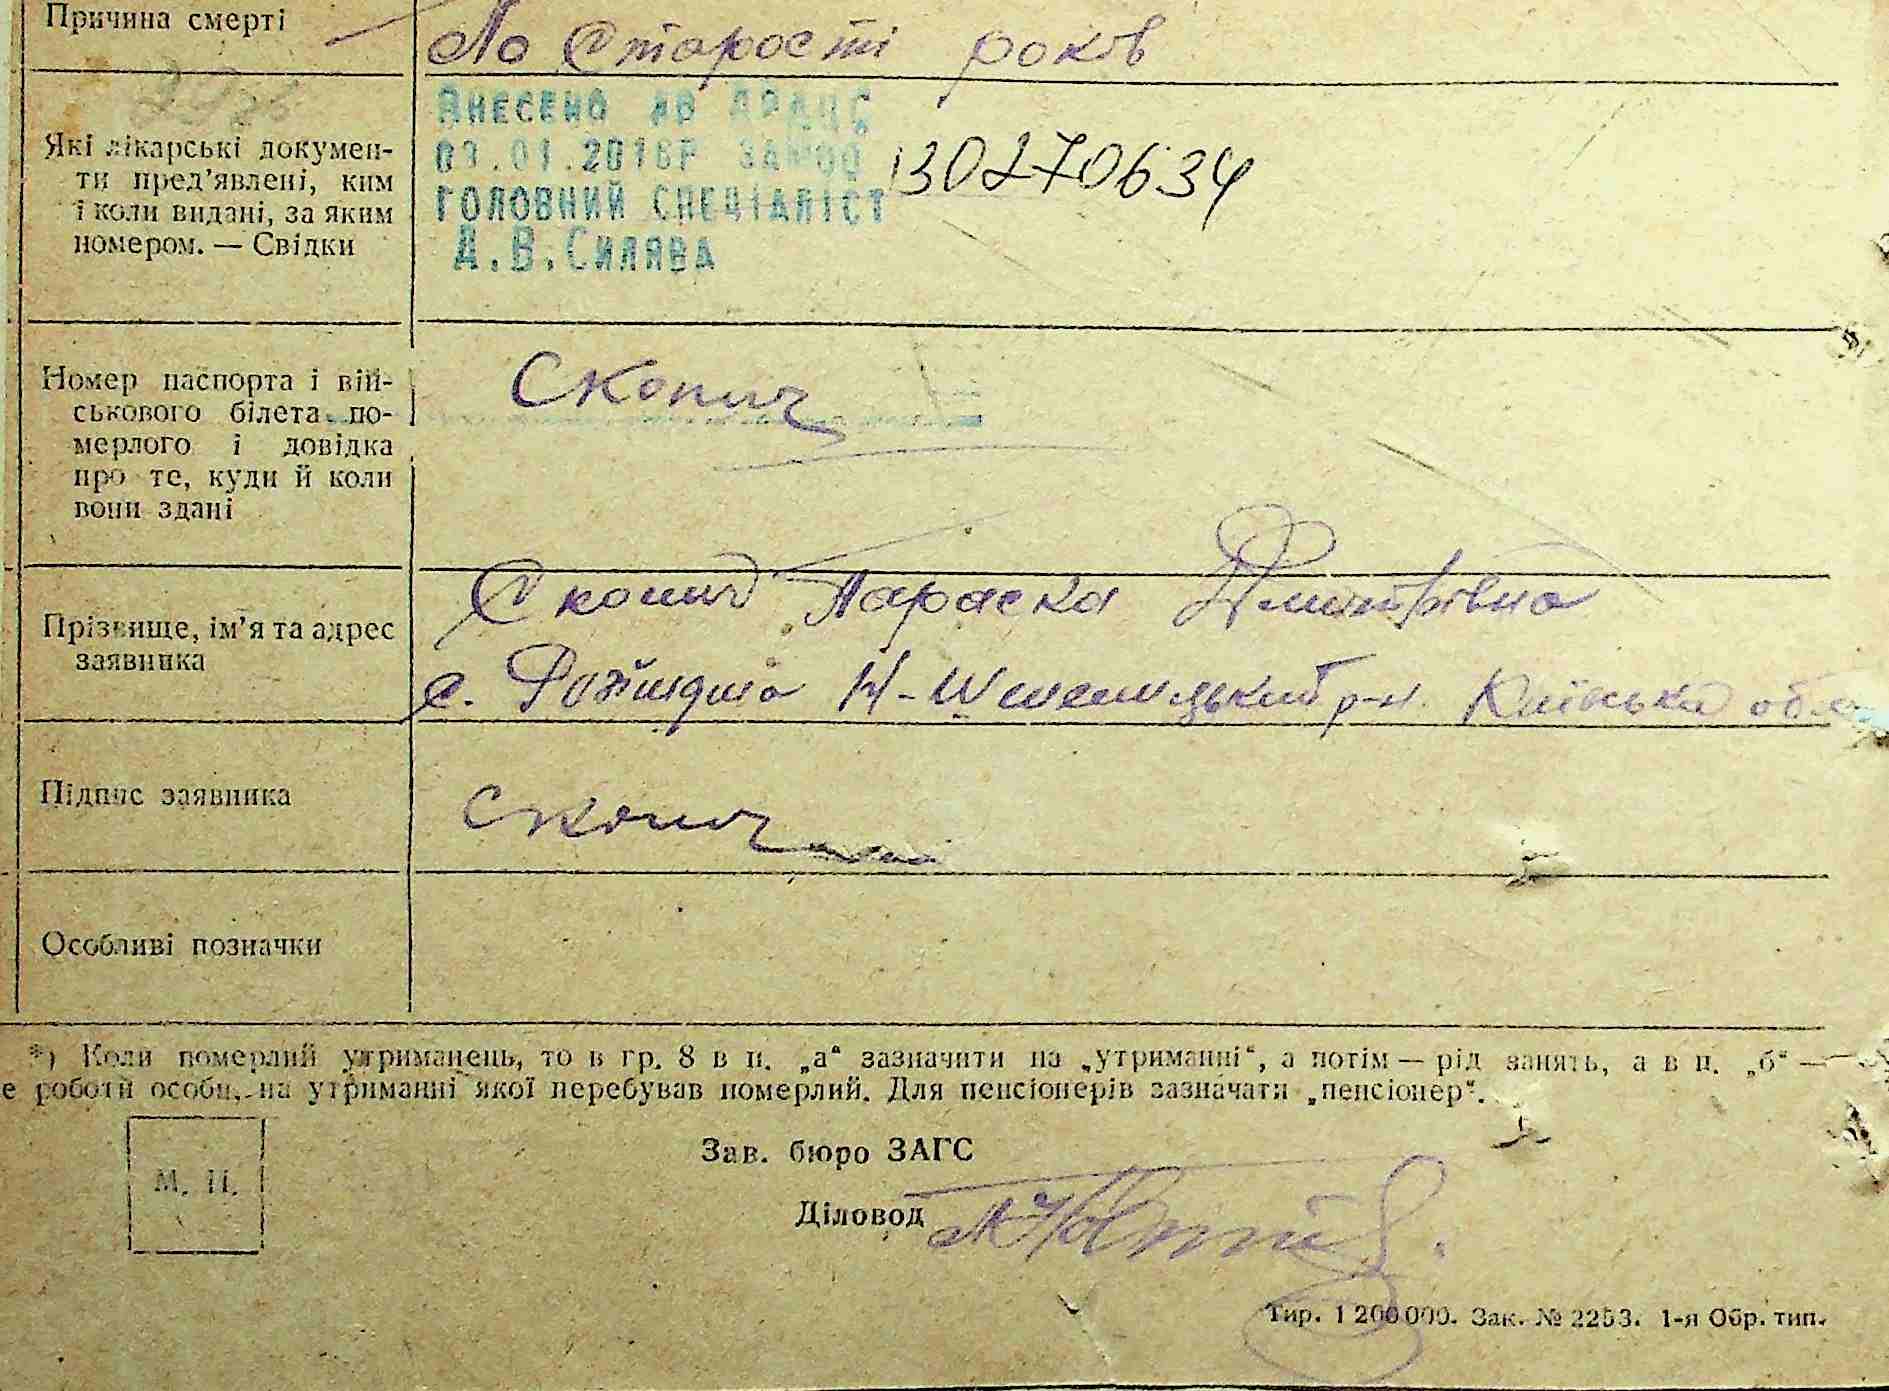 Причина смерті
По Старості років
Які лікарські докумен-
ти пред’явлені, ким
і коли видані, за яким
номером. — Свідки
ВНЕСЕНО ДО ДРАЦС
2016Р
ГОЛОВНИЙ СПЕЦІАЛІСТ
Д.В.СИЛЯВА
130270634
Номер паспорта і вій-
ськового білета по-
мерлого і довідка
про те, куди й коли
вони здані
Скопич
Прізвище, ім’я та адрес
заявника
Скопич Параска Дмитрівна
с. р-н. Київська обл
Підпис заявника
Скопич
Особливі позначки
*) Коли померлий утриманець, то в гр. 8 в п. „а“ зазначити на „утриманні“, а потім — рід занять, а в п. „б“ —
е роботи особи, на утриманні якої перебував померлий. Для пенсіонерів зазначати „пенсіонер“.
М. П.
Зав. бюро ЗАГС
Діловод
Тир. 1 200 000. Зак. № 2253. 1-я Обр. тип.